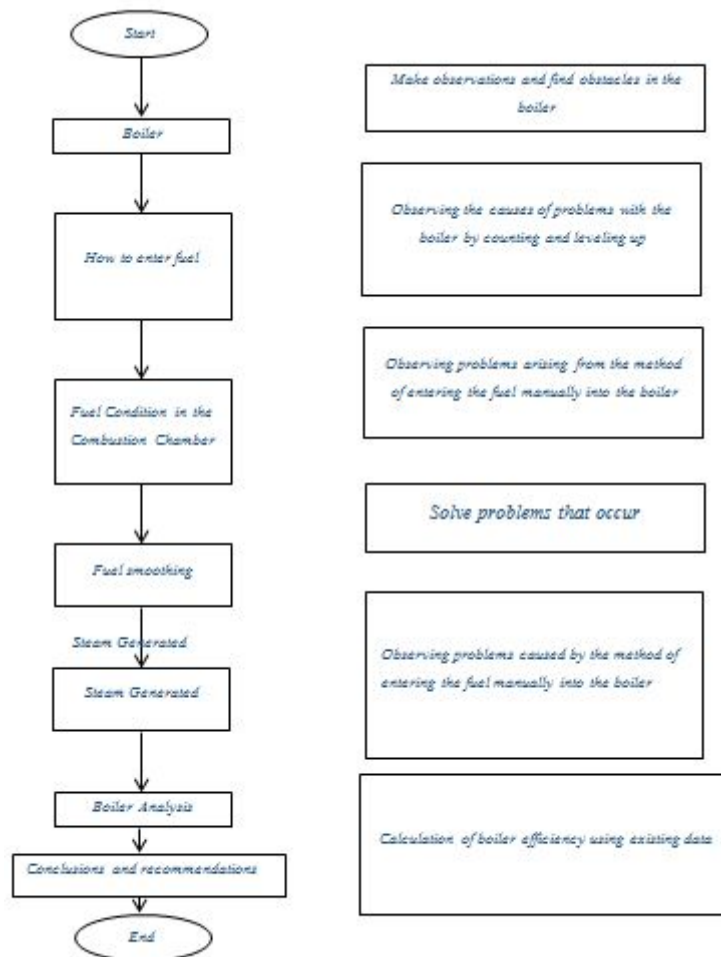 Start
Boiler
How to enter fuel
Fuel Condition in the
Combustion Chamber
Fuel smoothing
Steam Generated
Steam Generated
Boiler Analysis
Conclusions and recommendations
End
Make observations and find obstacles in the
boiler
Observing the causes of problems with the
boiler by counting and leveling up
Observing problems arising from the method
of entering the fuel manually into the boiler
Solve problems that occur
Observing problems caused by the method of
entering the fuel manually into the boiler
Calculation of boiler efficiency using existing data